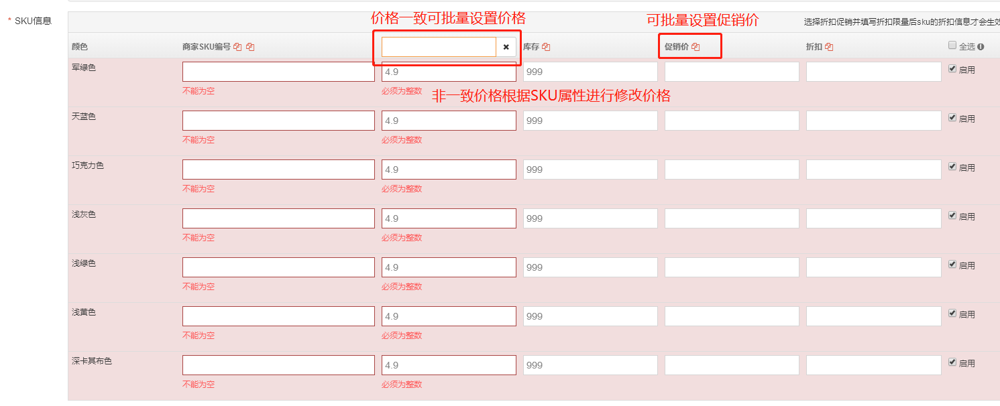 价格一致可批量设置价格
可批量设置促销价
* SKU信息
选择折扣促销并填写折扣限量后sku的折扣信息才会生效
颜色 商家SKU编号 库存 促销价 折扣 全选
军绿色 4.9 999 启用
不能为空 必须为整数
非一致价格根据SKU属性进行修改价格
天蓝色 4.9 999 启用
不能为空 必须为整数
巧克力色 4.9 999 启用
不能为空 必须为整数
浅灰色 4.9 999 启用
不能为空 必须为整数
浅绿色 4.9 999 启用
不能为空 必须为整数
浅黄色 4.9 999 启用
不能为空 必须为整数
深卡其布色 4.9 999 启用
不能为空 必须为整数